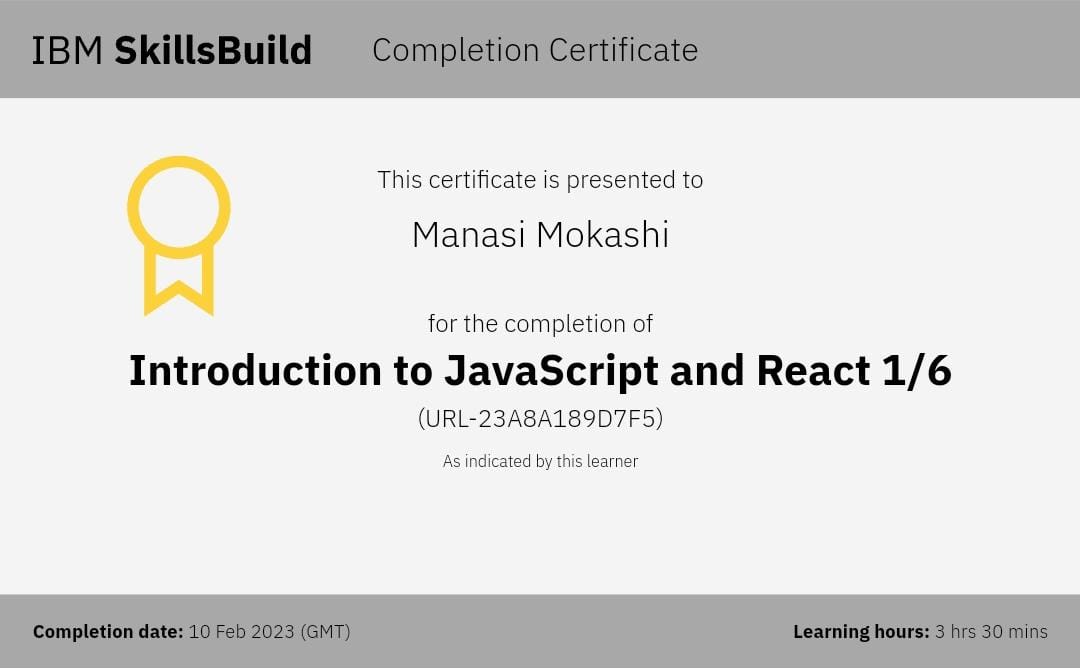 IBM SkillsBuild Completion Certificate
This certificate is presented to
Manasi Mokashi
for the completion of
Introduction to JavaScript and React 1/6
(URL-23A8A189D7F5)
As indicated by this learner
Completion date: 10 Feb 2023 (GMT)
Learning hours: 3 hrs 30 mins